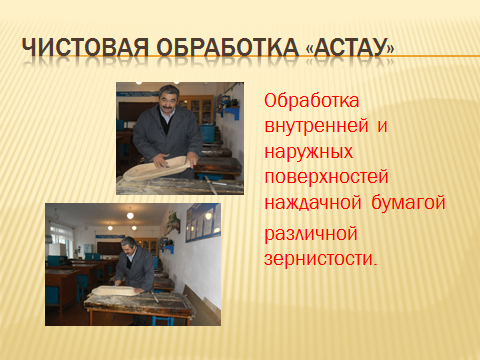 ЧИСТОВАЯ ОБРАБОТКА «АСТАУ»
Обработка
внутренней и
наружных
поверхностей
наждачной бумагой
различной
зернистости.